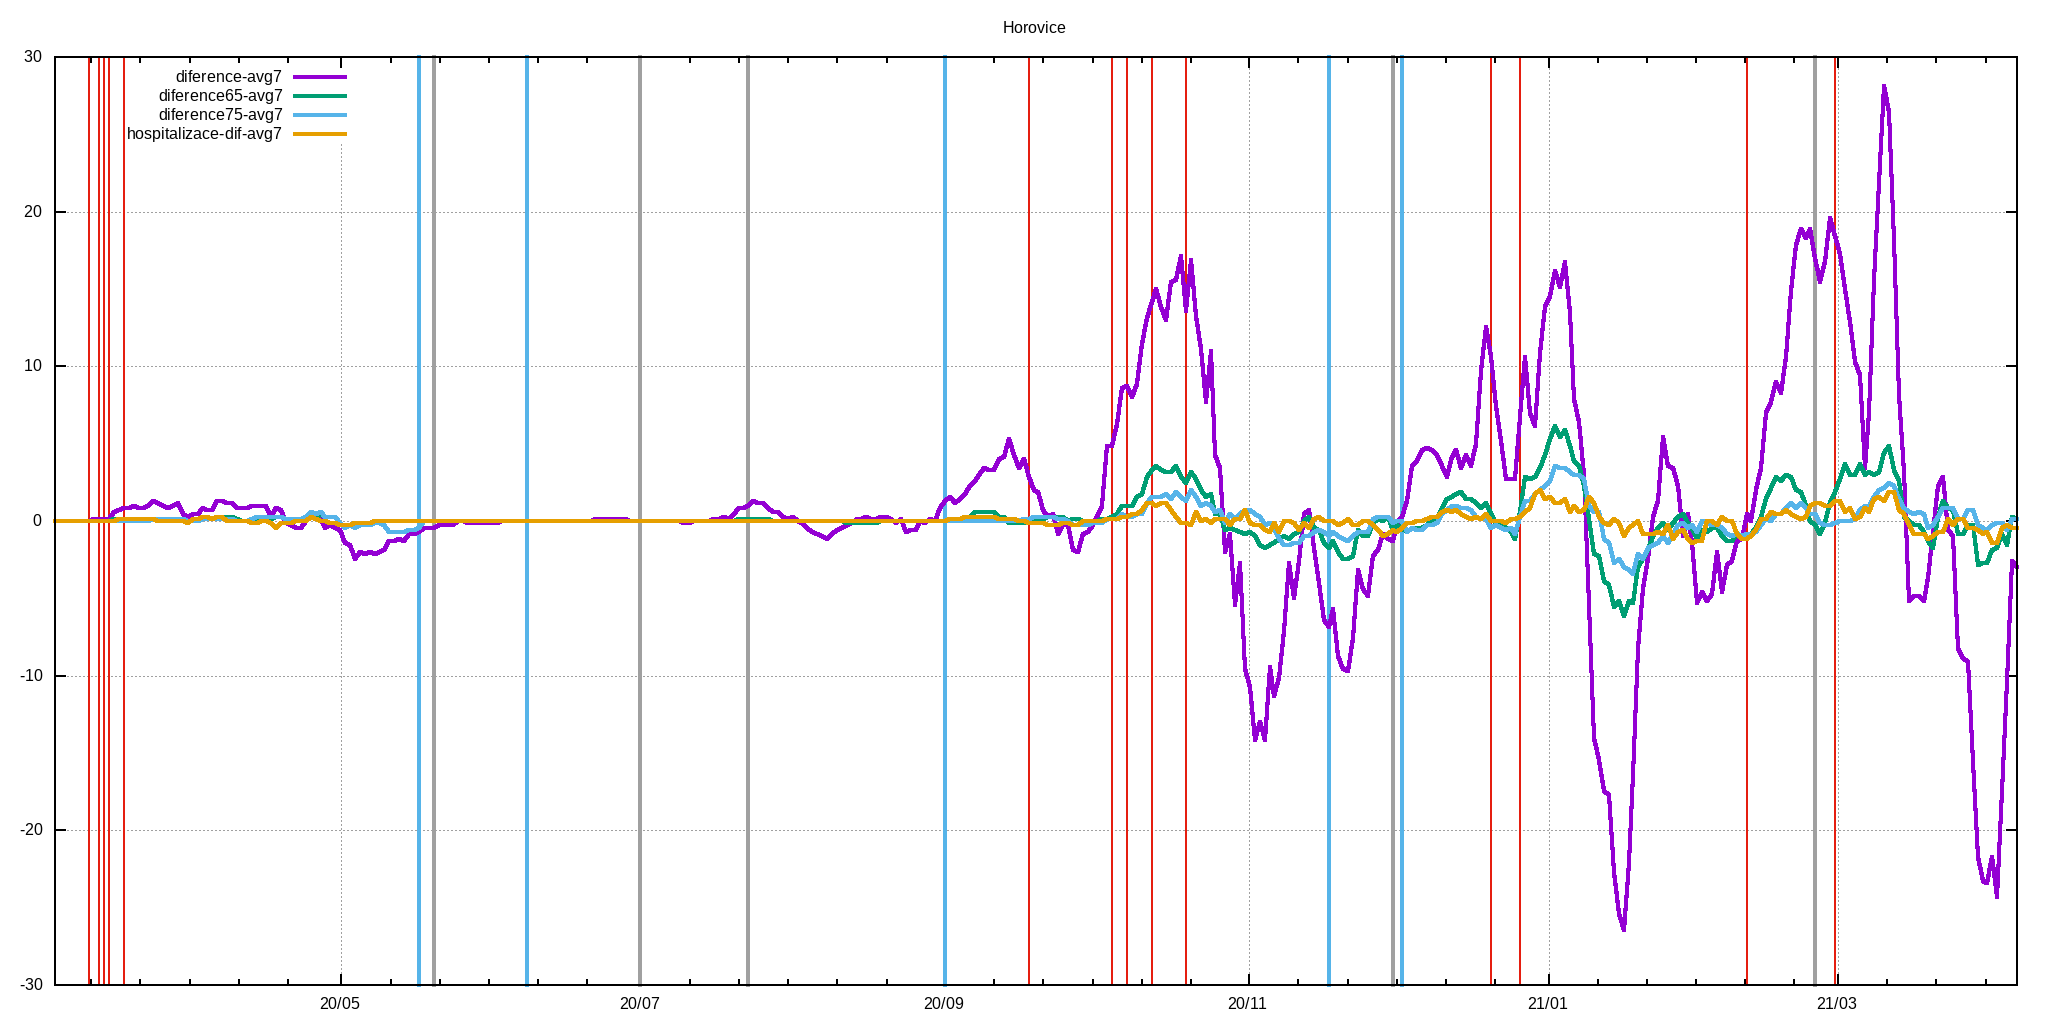 Horovice
30
20
10
0
-10
-20
-30
diference-avg7
diference65-avg7
diference75-avg7
hospitalizace-dif-avg7
20/05 20/07 20/09 20/11 21/01 21/03